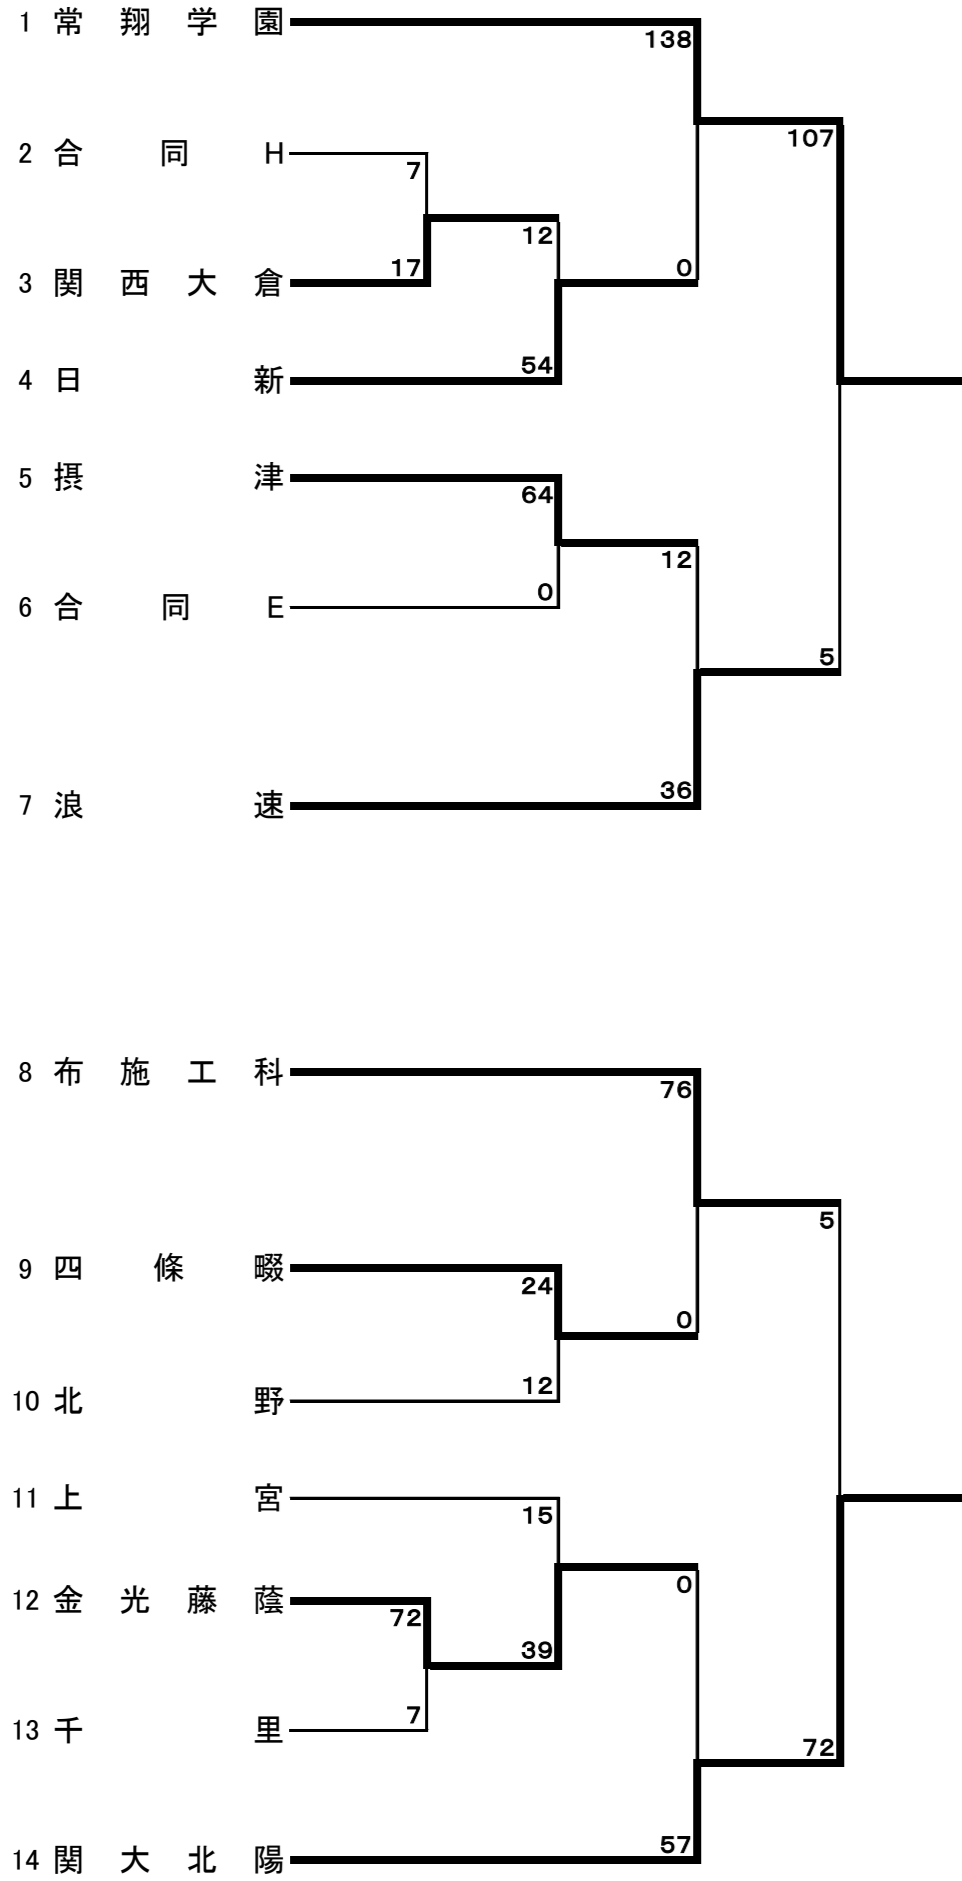 1 常翔学園
138
107
2 合同H
7
12
17
0
3 関西大倉
54
4 日新
5 摂津
64
12
0
6 合同E
5
36
7 浪速
8 布施工科
76
5
9 四條畷
24
0
12
10 北野
11 上宮
15
0
12 金光藤蔭
72
39
7
13 千里
72
57
14 関大北陽